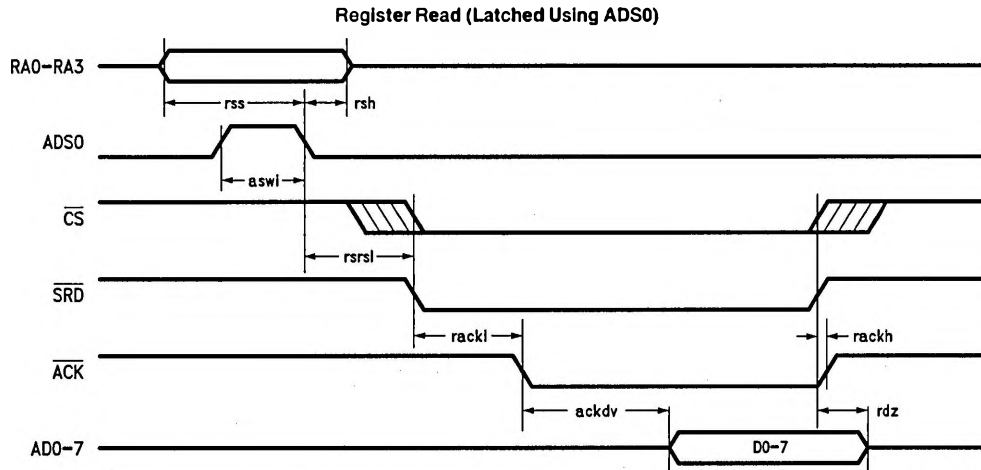 Register Read (Latched Using ADS0)
RA0-RA3
rss
rsh
ADS0
aswi
CS
rsrsl
SRD
rackl
rackh
ACK
ackdv
rdz
AD0-7
D0-7